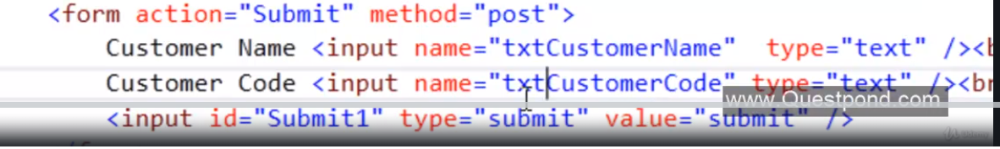 <form action="Submit" method="post">
Customer Name <input name="txtCustomerName"  type="text" /><b
Customer Code <input name="txtCustomerCode" type="text" /><br
www.Questpond.com
<input id="Submit1" type="submit" value="submit" />